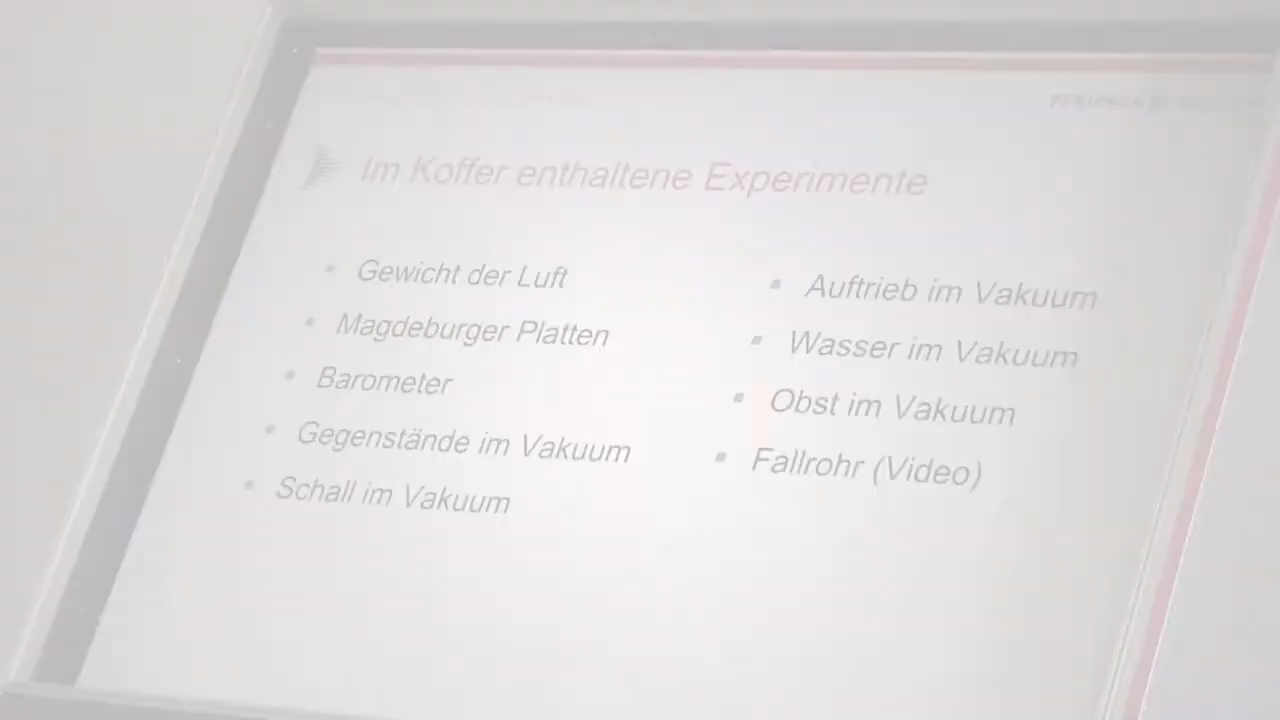 Im Koffer enthaltene Experimente
Gewicht der Luft
Magdeburger Platten
Barometer
Gegenstände im Vakuum
Schall im Vakuum
Auftrieb im Vakuum
Wasser im Vakuum
Obst im Vakuum
Fallrohr (Video)